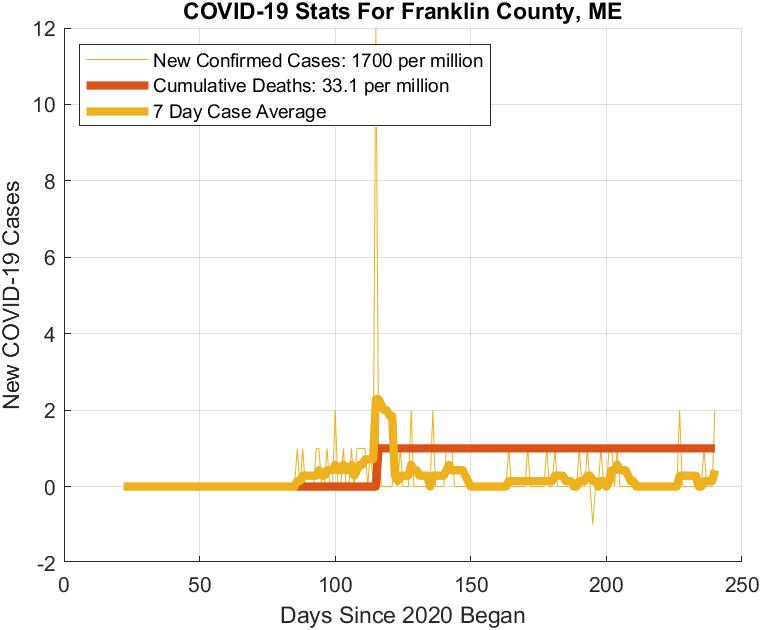 COVID-19 Stats For Franklin County, ME
12
10
8
6
4
2
0
-2
New COVID-19 Cases
New Confirmed Cases: 1700 per million
Cumulative Deaths: 33.1 per million
7 Day Case Average
0 50 100 150 200 250
Days Since 2020 Began